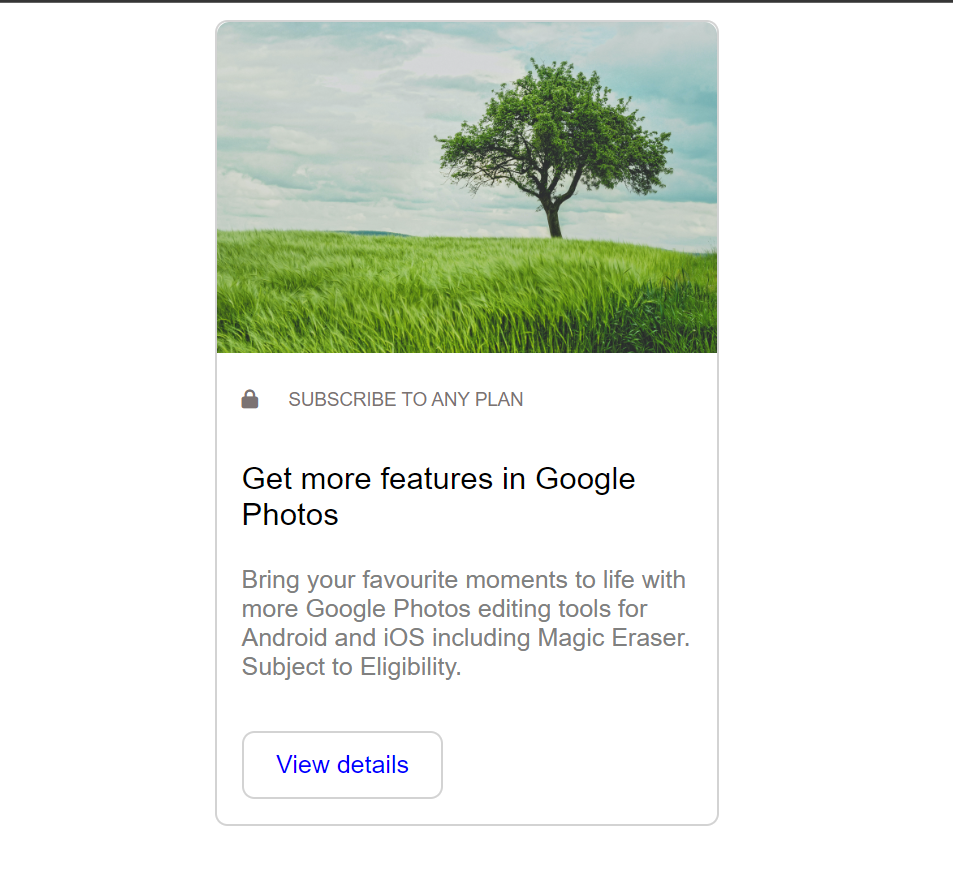 SUBSCRIBE TO ANY PLAN
Get more features in Google
Photos
Bring your favourite moments to life with
more Google Photos editing tools for
Android and iOS including Magic Eraser.
Subject to Eligibility.
View details